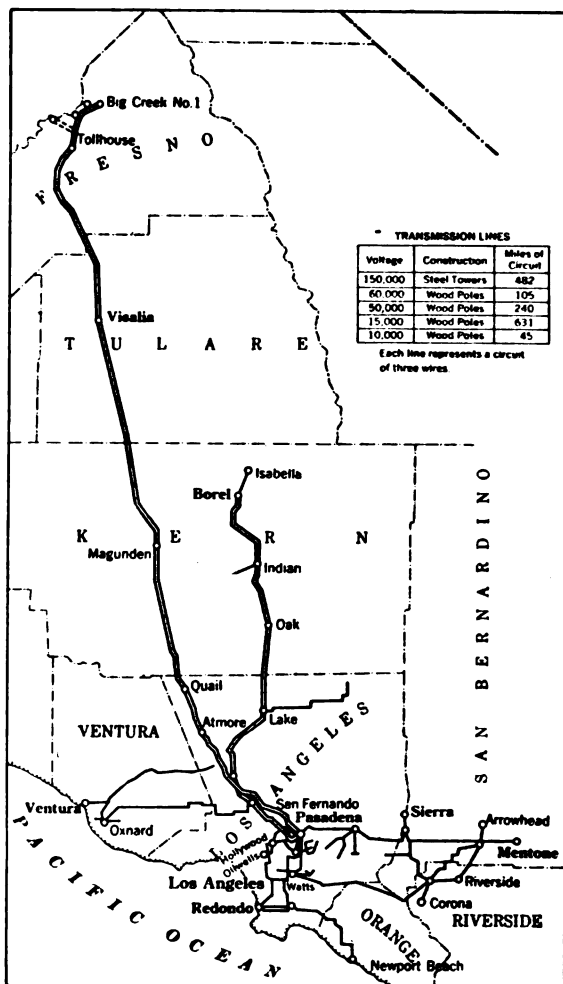 Big Creek No.1
Tollhouse
FRESNO
TRANSMISSION LINES
Voltage Construction Miles of Circuit
150,000 Steel Towers 482
60,000 Wood Poles 105
50,000 Wood Poles 240
15,000 Wood Poles 631
10,000 Wood Poles 45
Each line represents a circuit
of three wires.
Visalia
TULARE
Isabella
Borel
KERN
Magunden
Indian
Oak
SAN BERNARDINO
Quail
VENTURA
Atmore
Lake
LOS ANGELES
San Fernando
Ventura
Oxnard
Pasadena
Sierra
Arrowhead
Hollywood
Oilwells
Mentone
Los Angeles
Watts
Riverside
Redondo
Corona
RIVERSIDE
ORANGE
Newport Beach
PACIFIC OCEAN